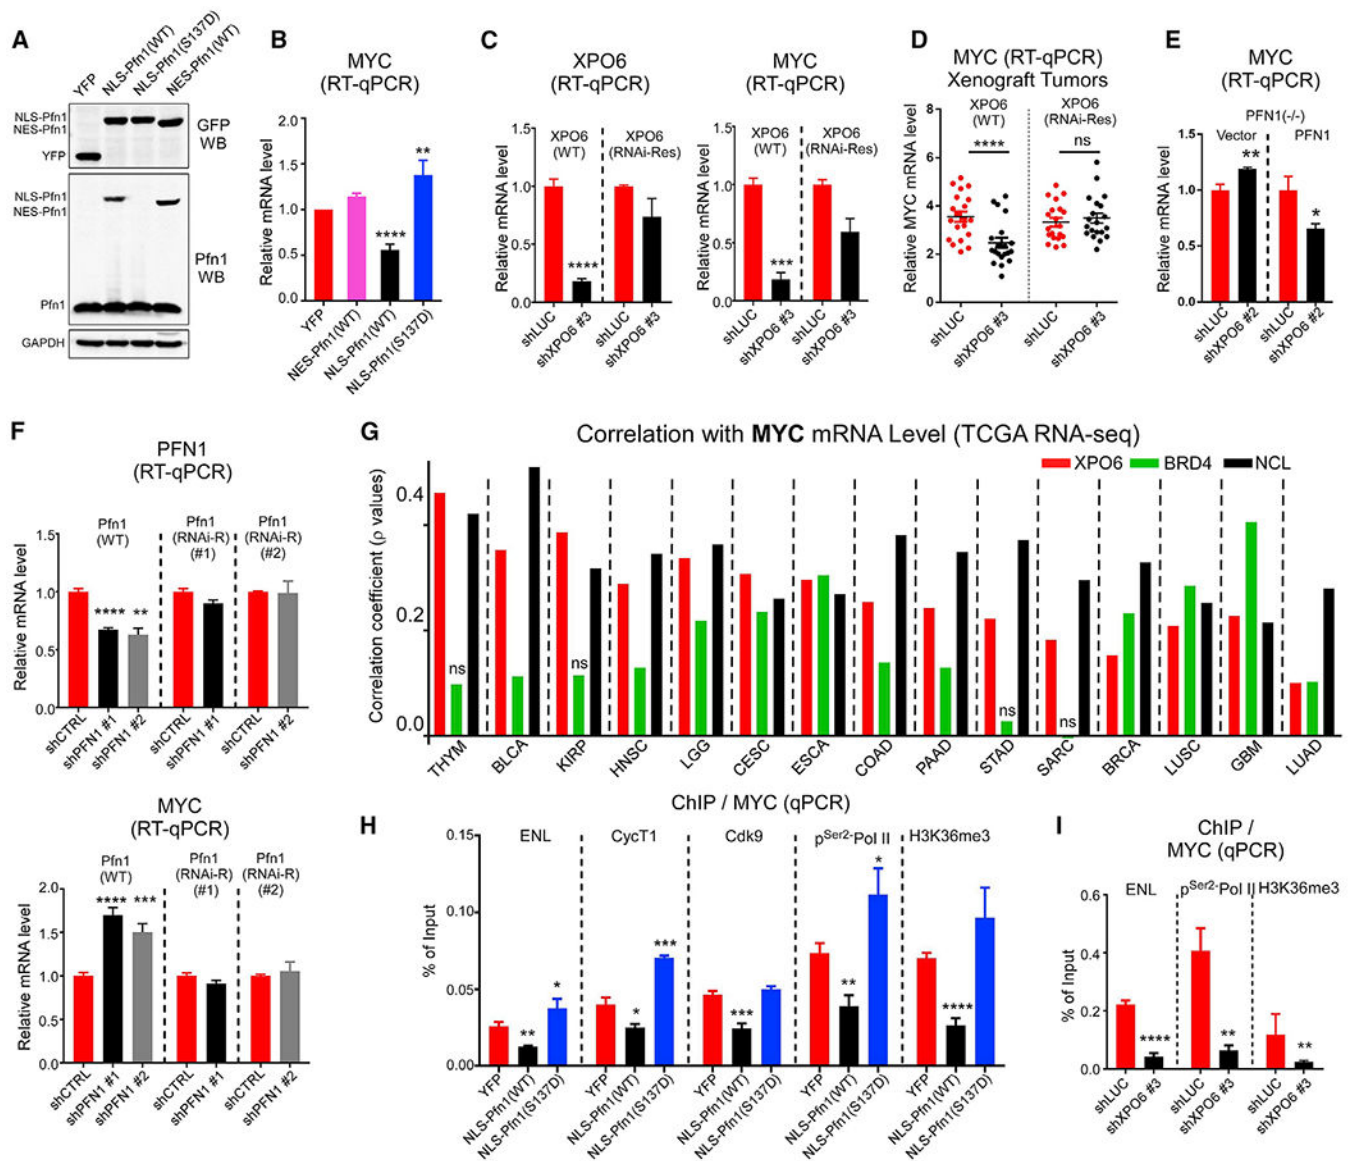 A
YFP
NLS-Pfn1(WT)
NLS-Pfn1(S137D)
NES-Pfn1(WT)
NLS-Pfn1
NES-Pfn1
YFP
GFP
WB
NLS-Pfn1
NES-Pfn1
Pfn1
WB
Pfn1
GAPDH
B
MYC
(RT-qPCR)
Relative mRNA level
2.0
1.5
1.0
0.5
0.0
****
**
YFP
NES-Pfn1(WT)
NLS-Pfn1(WT)
NLS-Pfn1(S137D)
C
XPO6
(RT-qPCR)
Relative mRNA level
1.5
1.0
0.5
0.0
XPO6
(WT)
XPO6
(RNAi-Res)
****
shLUC
shXPO6 #3
shLUC
shXPO6 #3
MYC
(RT-qPCR)
Relative mRNA level
1.5
1.0
0.5
0.0
XPO6
(WT)
XPO6
(RNAi-Res)
***
shLUC
shXPO6 #3
shLUC
shXPO6 #3
D
MYC (RT-qPCR)
Xenograft Tumors
Relative MYC mRNA level
8
6
4
2
0
XPO6
(WT)
XPO6
(RNAi-Res)
****
ns
shLUC
shXPO6 #3
shLUC
shXPO6 #3
E
MYC
(RT-qPCR)
PFN1(-/-)
Vector
PFN1
Relative mRNA level
1.5
1.0
0.5
0.0
**
*
shLUC
shXPO6 #2
shLUC
shXPO6 #2
F
PFN1
(RT-qPCR)
Relative mRNA level
1.5
1.0
0.5
0.0
Pfn1
(WT)
Pfn1
(RNAi-R)
(#1)
Pfn1
(RNAi-R)
(#2)
****
**
shCTRL
shPFN1 #1
shPFN1 #2
shCTRL
shPFN1 #1
shCTRL
shPFN1 #2
MYC
(RT-qPCR)
Relative mRNA level
2.0
1.5
1.0
0.5
0.0
Pfn1
(WT)
Pfn1
(RNAi-R)
(#1)
Pfn1
(RNAi-R)
(#2)
****
***
shCTRL
shPFN1 #1
shPFN1 #2
shCTRL
shPFN1 #1
shCTRL
shPFN1 #2
G
Correlation with MYC mRNA Level (TCGA RNA-seq)
XPO6 BRD4 NCL
Correlation coefficient (ρ values)
0.4
0.2
0.0
ns
ns
ns
ns
THYM
BLCA
KIRP
HNSC
LGG
CESC
ESCA
COAD
PAAD
STAD
SARC
BRCA
LUSC
GBM
LUAD
H
ChIP / MYC (qPCR)
% of Input
0.15
0.10
0.05
0.00
ENL
CycT1
Cdk9
pSer2-Pol II
H3K36me3
**
*
*
***
***
**
*
****
YFP
NLS-Pfn1(WT)
NLS-Pfn1(S137D)
YFP
NLS-Pfn1(WT)
NLS-Pfn1(S137D)
YFP
NLS-Pfn1(WT)
NLS-Pfn1(S137D)
YFP
NLS-Pfn1(WT)
NLS-Pfn1(S137D)
YFP
NLS-Pfn1(WT)
NLS-Pfn1(S137D)
I
ChIP /
MYC (qPCR)
% of Input
0.6
0.4
0.2
0.0
ENL
pSer2-Pol II
H3K36me3
****
**
**
shLUC
shXPO6 #3
shLUC
shXPO6 #3
shLUC
shXPO6 #3